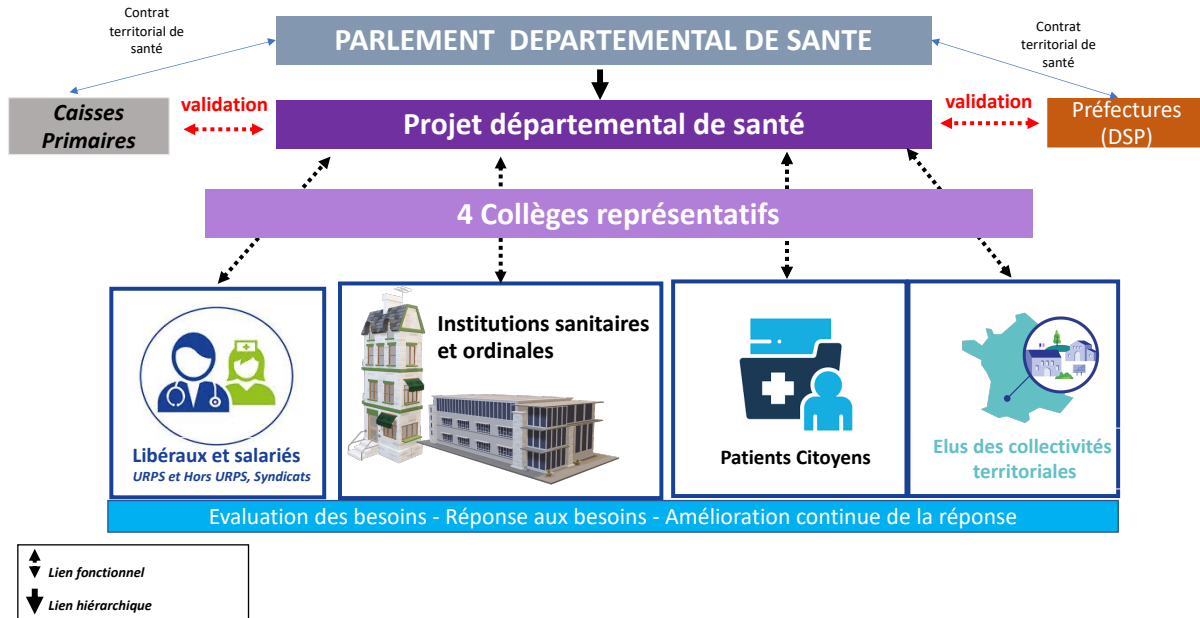 Contrat
territorial de
santé
PARLEMENT DEPARTEMENTAL DE SANTE
Contrat
territorial de
santé
Caisses
Primaires
validation
Projet départemental de santé
validation
Préfectures
(DSP)
4 Collèges représentatifs
Libéraux et salariés
URPS et Hors URPS, Syndicats
Institutions sanitaires
et ordinales
Patients Citoyens
Elus des collectivités
territoriales
Evaluation des besoins - Réponse aux besoins - Amélioration continue de la réponse
Lien fonctionnel
Lien hiérarchique